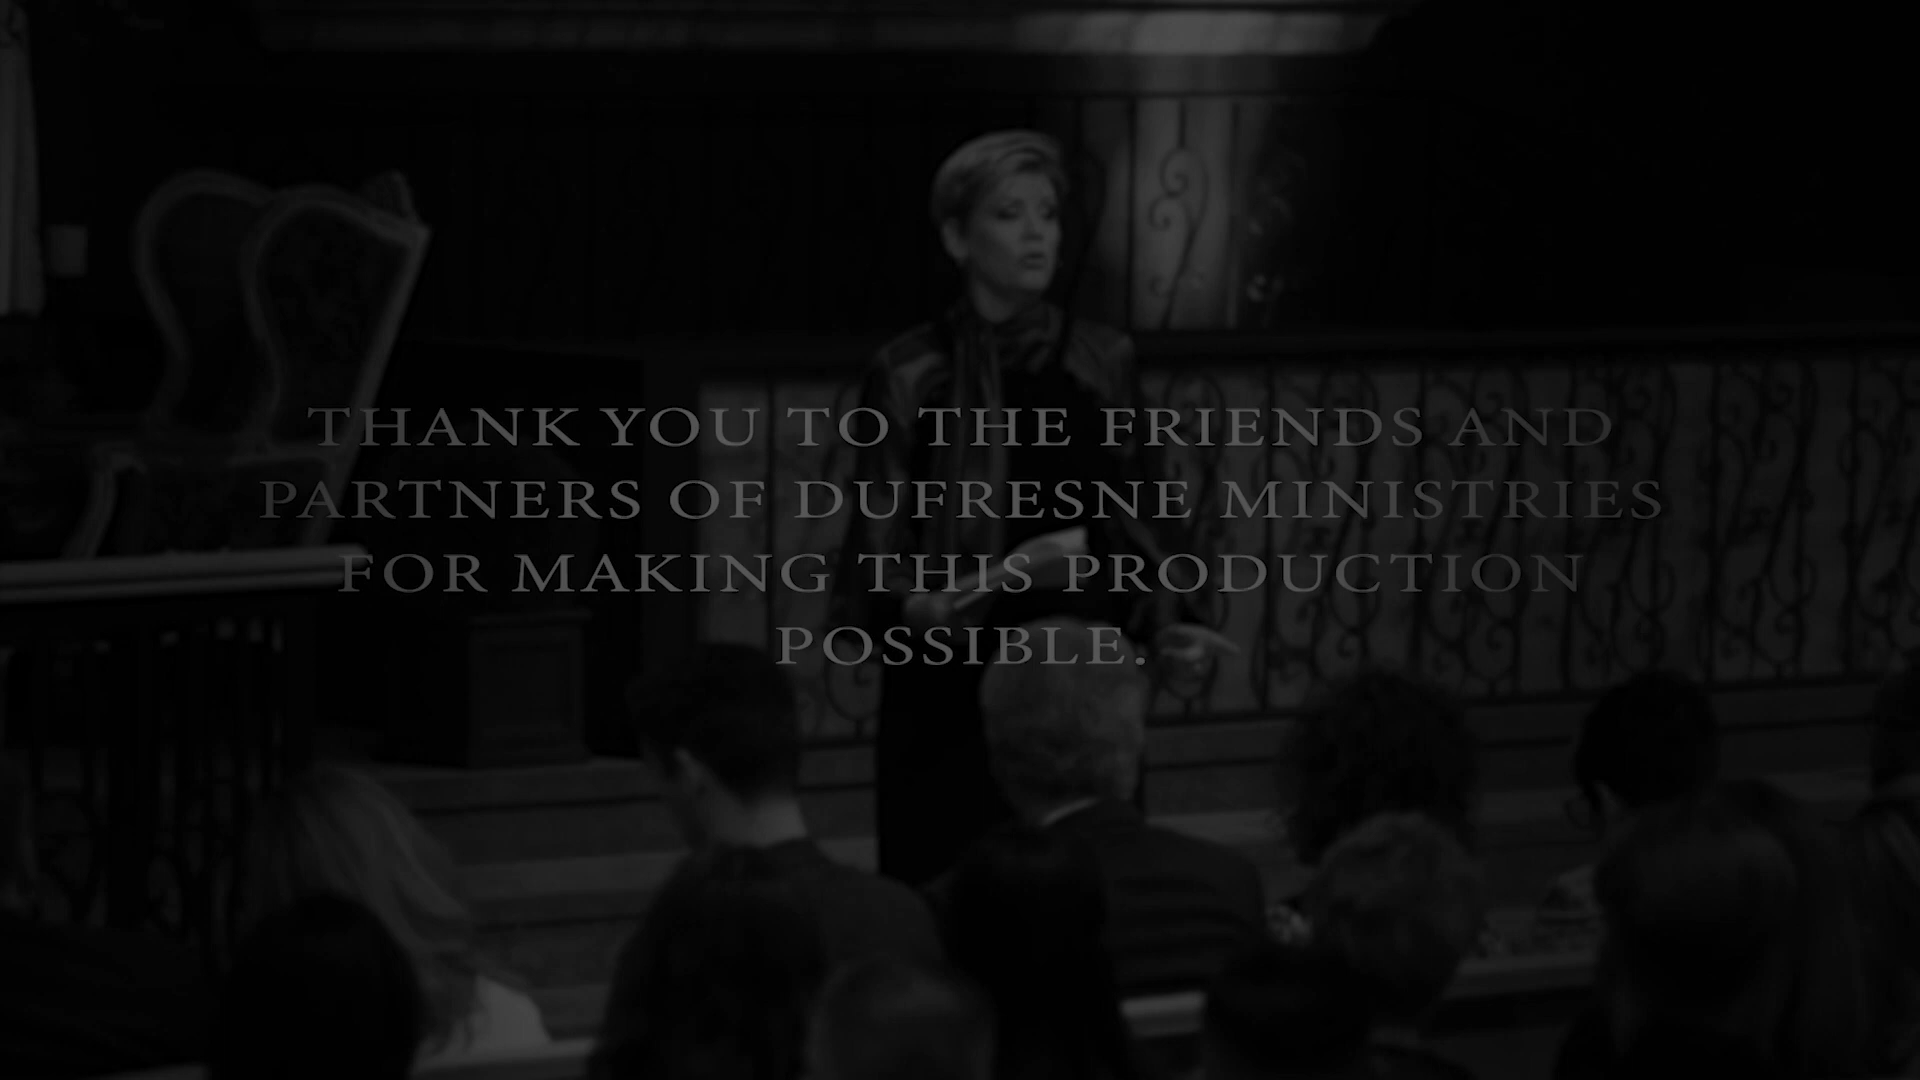 THANK YOU TO THE FRIENDS AND
PARTNERS OF DUFRESNE MINISTRIES
FOR MAKING THIS PRODUCTION
POSSIBLE.